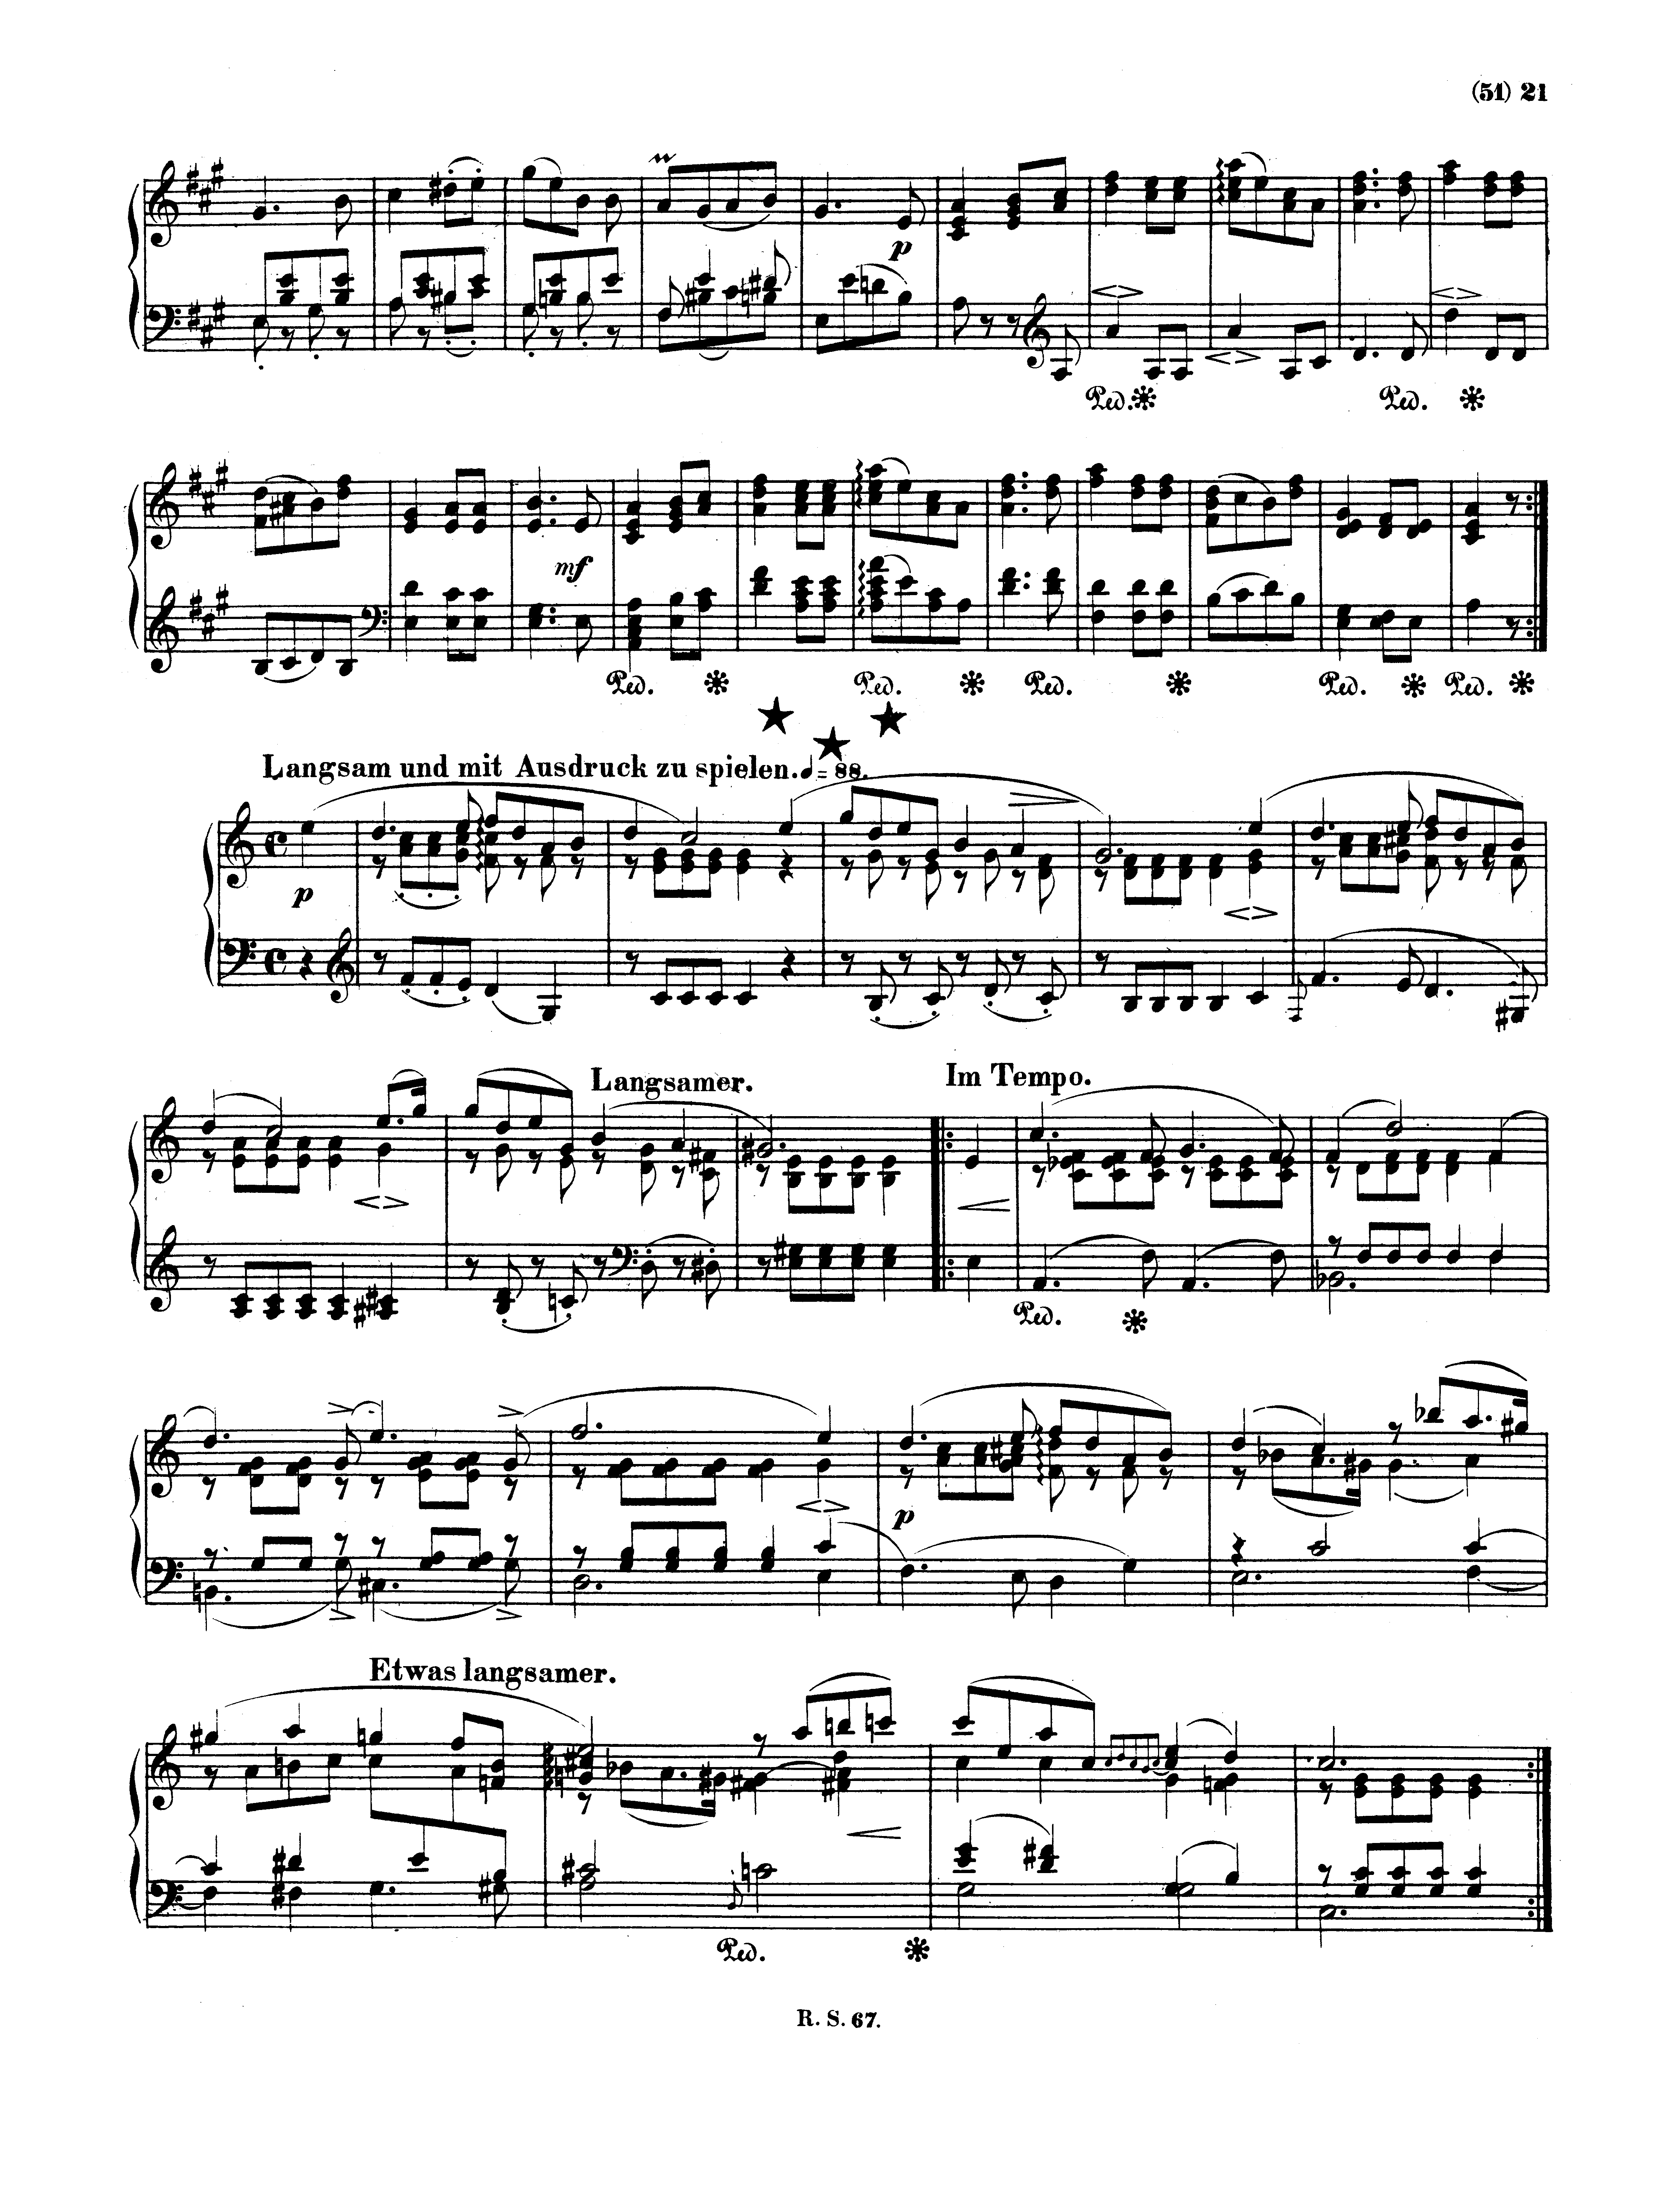 (51) 21
p
Ped. Ped.
mf
Ped. Ped. Ped. Ped. Ped.
Langsam und mit Ausdruck zu spielen. ♩= 88.
p
Langsamer. Im Tempo.
Ped.
p
Etwas langsamer.
Ped.
R. S. 67.